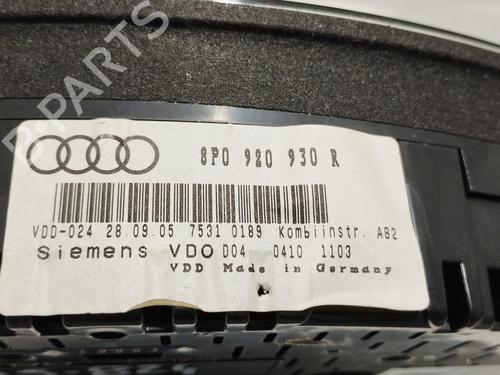 8P0 920 930 R
VDD-024 28.09.05 7531 0189 Kombiinstr. AB2
Siemens VDO D04 0410 1103
VDD Made in Germany
D-PARTS